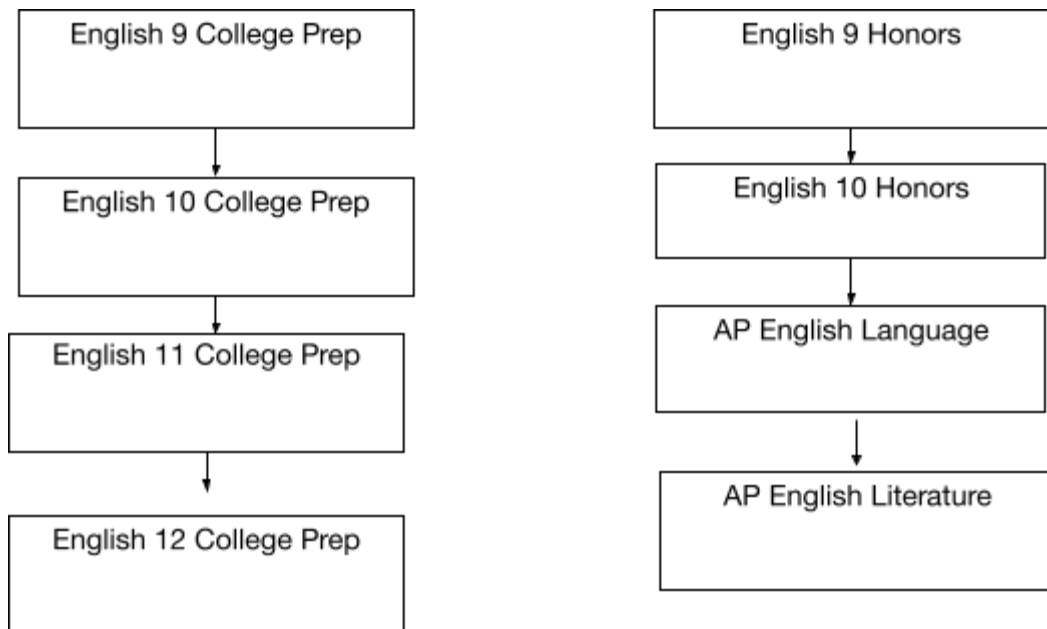 English 9 College Prep
English 10 College Prep
English 11 College Prep
English 12 College Prep
English 9 Honors
English 10 Honors
AP English Language
AP English Literature